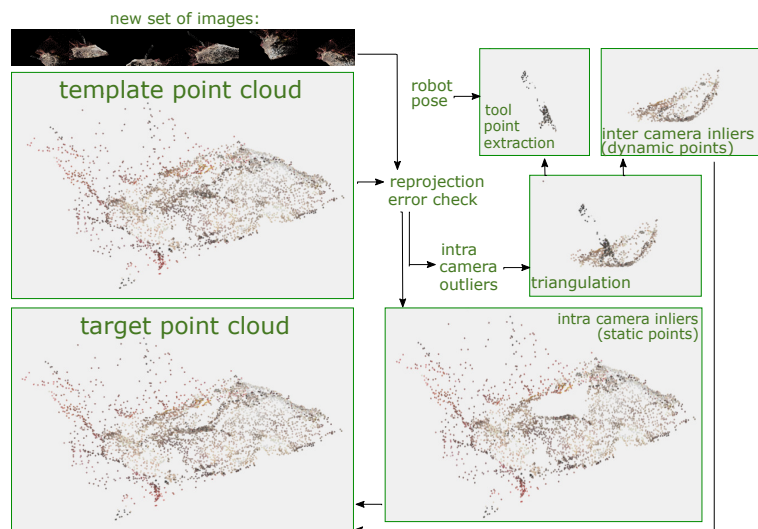 new set of images:
template point cloud
robot
pose
tool
point
extraction
inter camera inliers
(dynamic points)
reprojection
error check
intra
camera
outliers
triangulation
target point cloud
intra camera inliers
(static points)